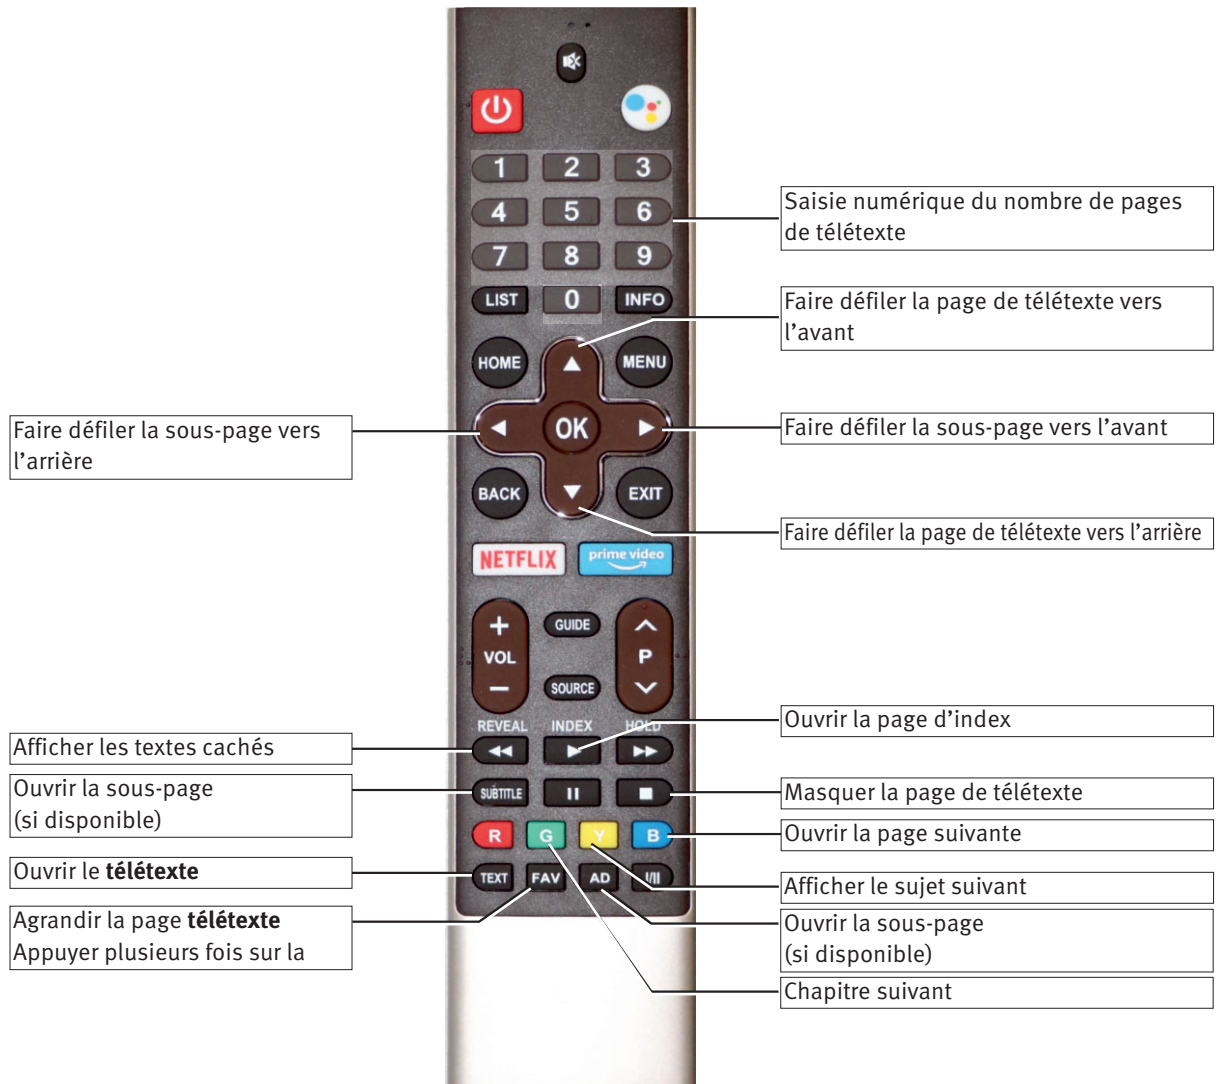 1 2 3
4 5 6
7 8 9
LIST 0 INFO
HOME MENU
OK
BACK EXIT
NETFLIX prime video
+ GUIDE
VOL P
– SOURCE
REVEAL INDEX HOLD
SUBTITLE
R G Y B
TEXT FAV AD I/II
Saisie numérique du nombre de pages
de télétexte
Faire défiler la page de télétexte vers
l'avant
Faire défiler la sous-page vers
l'arrière
Faire défiler la sous-page vers l'avant
Faire défiler la page de télétexte vers l'arrière
Ouvrir la page d'index
Afficher les textes cachés
Ouvrir la sous-page
(si disponible)
Masquer la page de télétexte
Ouvrir la page suivante
Ouvrir le télétexte
Afficher le sujet suivant
Agrandir la page télétexte
Appuyer plusieurs fois sur la
Ouvrir la sous-page
(si disponible)
Chapitre suivant